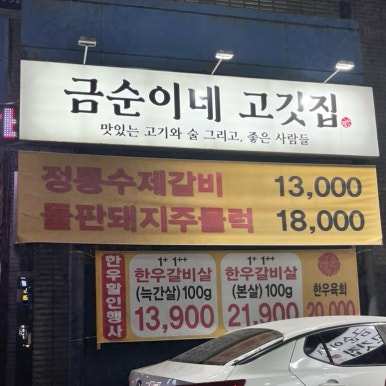 금순이네 고깃집
맛있는 고기와 술 그리고, 좋은 사람들
정통수제갈비 13,000
돌판돼지주물럭 18,000
한우할인행사
1+ 1++
한우갈비살
(늑간살) 100g
13,900
1+ 1++
한우갈비살
(본살) 100g
21,900
한우육회
20,000